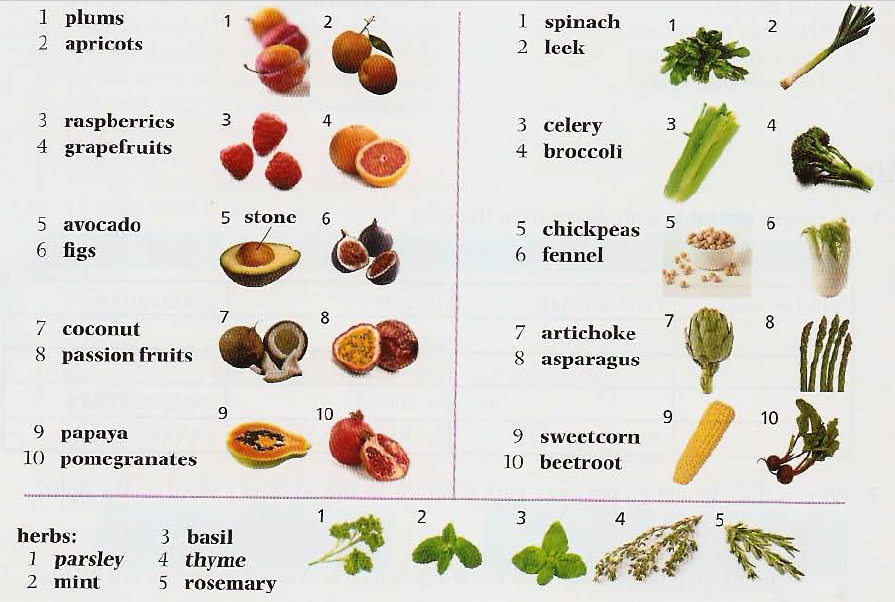 1 plums
2 apricots
1
2
3 raspberries
4 grapefruits
3
4
5 avocado
6 figs
5 stone
6
7 coconut
8 passion fruits
7
8
9 papaya
10 pomegranates
9
10
1 spinach
2 leek
1
2
3 celery
4 broccoli
3
4
5 chickpeas
6 fennel
5
6
7 artichoke
8 asparagus
7
8
9 sweetcorn
10 beetroot
9
10
herbs:
1 parsley
2 mint
3 basil
4 thyme
5 rosemary
1
2
3
4
5